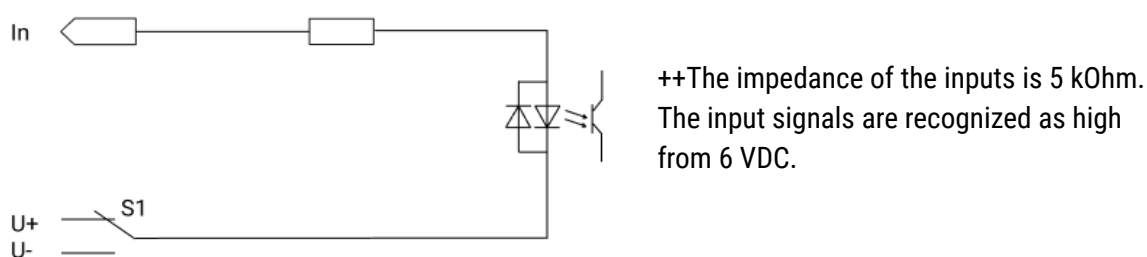 In
++The impedance of the inputs is 5 kOhm.
The input signals are recognized as high
from 6 VDC.
S1
U+
U-